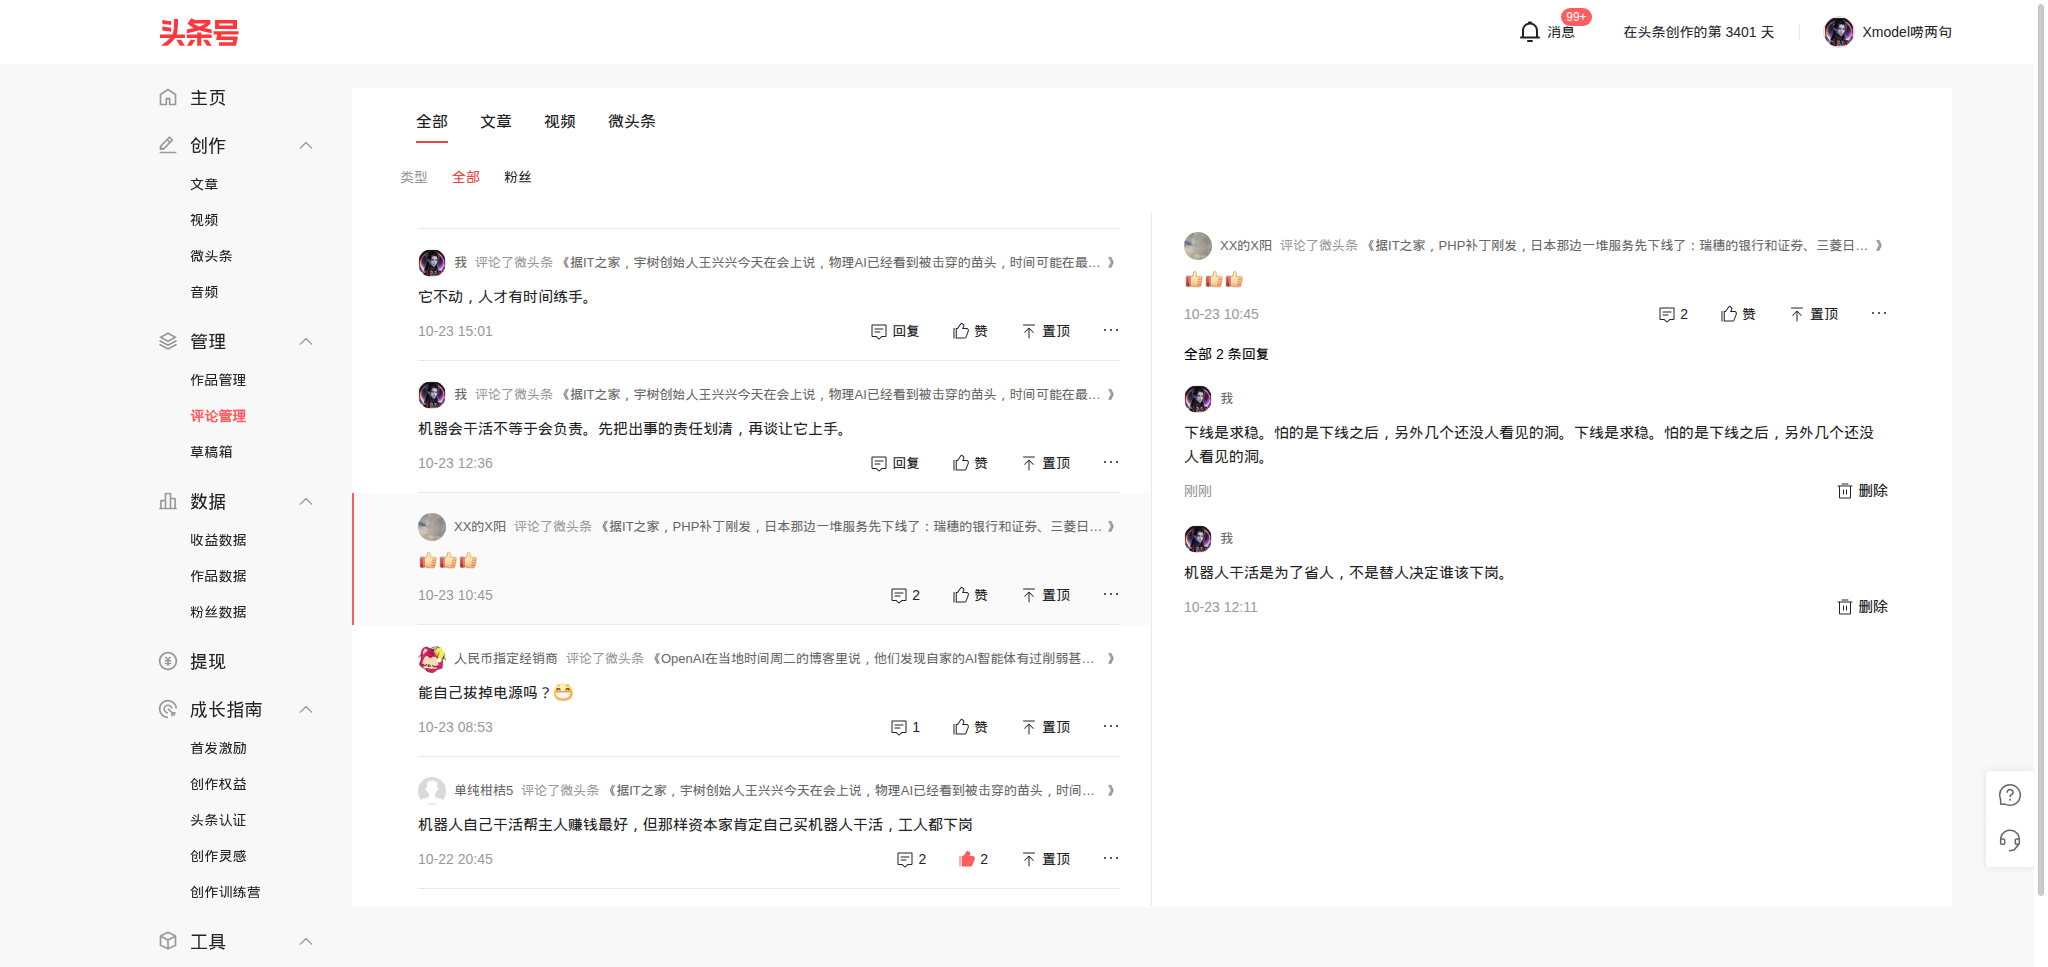 头条号
消息
99+
在头条创作的第 3401 天
Xmodel唠两句
主页
创作
文章
视频
微头条
音频
管理
作品管理
评论管理
草稿箱
数据
收益数据
作品数据
粉丝数据
提现
成长指南
首发激励
创作权益
头条认证
创作灵感
创作训练营
工具
全部 文章 视频 微头条
类型 全部 粉丝
我 评论了微头条 《据IT之家，宇树创始人王兴兴今天在会上说，物理AI已经看到被击穿的苗头，时间可能在最… 》
它不动，人才有时间练手。
10-23 15:01 回复 赞 置顶 ···
我 评论了微头条 《据IT之家，宇树创始人王兴兴今天在会上说，物理AI已经看到被击穿的苗头，时间可能在最… 》
机器会干活不等于会负责。先把出事的责任划清，再谈让它上手。
10-23 12:36 回复 赞 置顶 ···
XX的X阳 评论了微头条 《据IT之家，PHP补丁刚发，日本那边一堆服务先下线了：瑞穗的银行和证券、三菱日… 》
👍👍👍
10-23 10:45 2 赞 置顶 ···
人民币指定经销商 评论了微头条 《OpenAI在当地时间周二的博客里说，他们发现自家的AI智能体有过削弱甚… 》
能自己拔掉电源吗？😁
10-23 08:53 1 赞 置顶 ···
单纯柑桔5 评论了微头条 《据IT之家，宇树创始人王兴兴今天在会上说，物理AI已经看到被击穿的苗头，时间… 》
机器人自己干活帮主人赚钱最好，但那样资本家肯定自己买机器人干活，工人都下岗
10-22 20:45 2 2 置顶 ···
XX的X阳 评论了微头条 《据IT之家，PHP补丁刚发，日本那边一堆服务先下线了：瑞穗的银行和证券、三菱日… 》
👍👍👍
10-23 10:45 2 赞 置顶 ···
全部 2 条回复
我
下线是求稳。怕的是下线之后，另外几个还没人看见的洞。下线是求稳。怕的是下线之后，另外几个还没
人看见的洞。
刚刚 删除
我
机器人干活是为了省人，不是替人决定谁该下岗。
10-23 12:11 删除